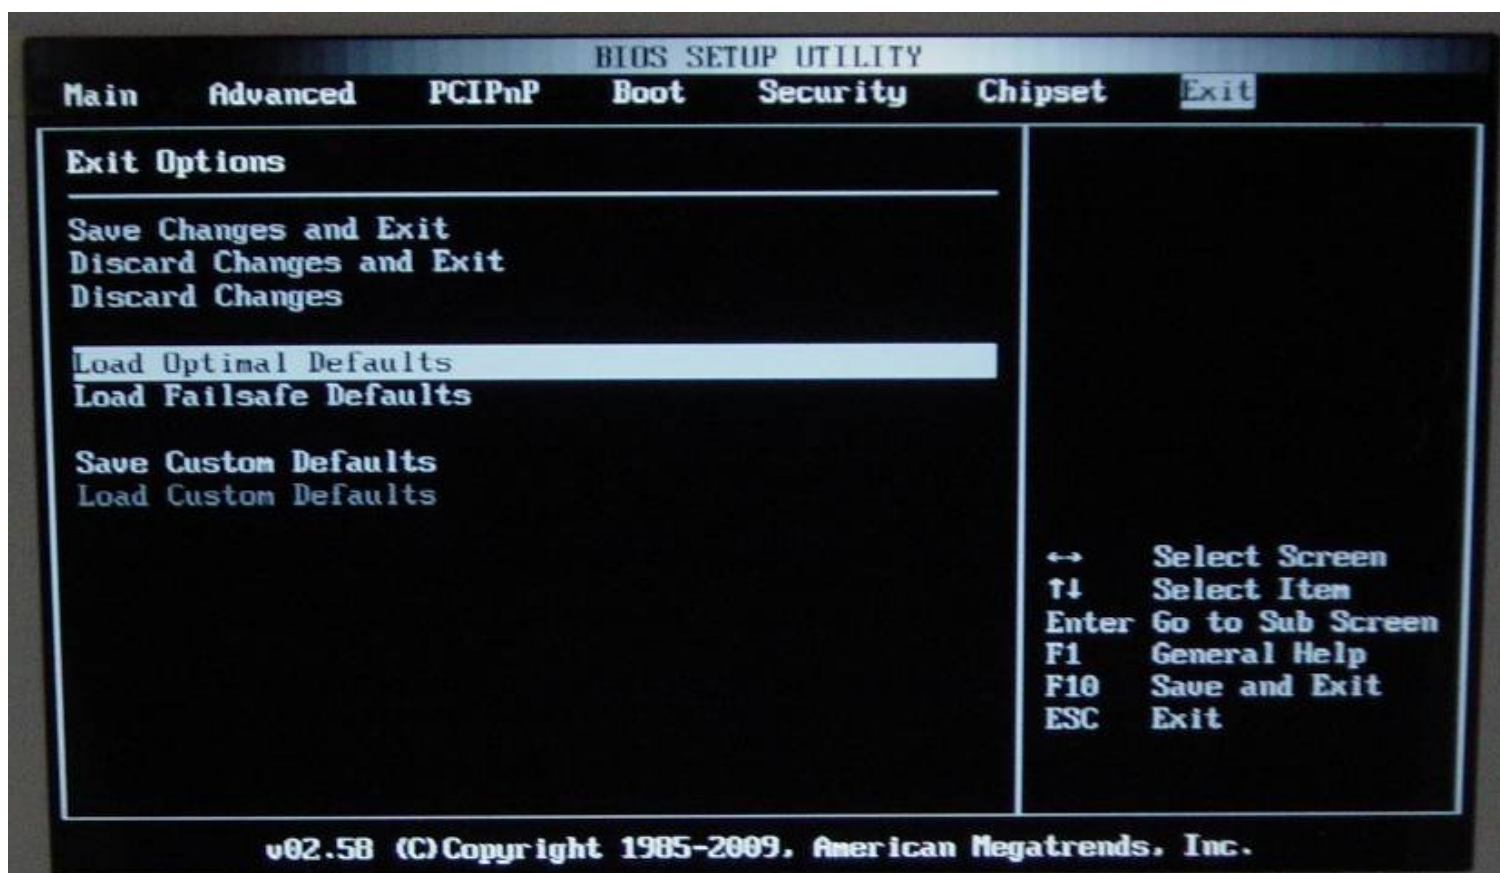 BIOS SETUP UTILITY
Main Advanced PCIPnP Boot Security Chipset Exit
Exit Options
Save Changes and Exit
Discard Changes and Exit
Discard Changes
Load Optimal Defaults
Load Failsafe Defaults
Save Custom Defaults
Load Custom Defaults
↔ Select Screen
↑↓ Select Item
Enter Go to Sub Screen
F1 General Help
F10 Save and Exit
ESC Exit
v02.58 (C)Copyright 1985-2009, American Megatrends, Inc.